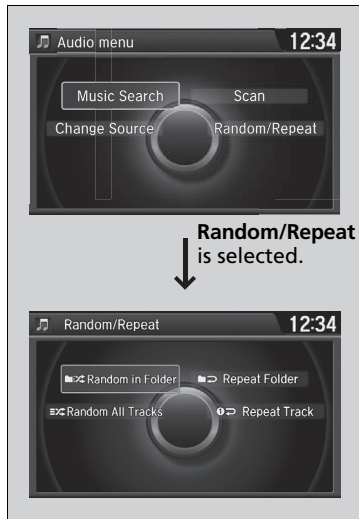 Audio menu 12:34
Music Search Scan
Change Source Random/Repeat
Random/Repeat
is selected.
Random/Repeat 12:34
Random in Folder Repeat Folder
Random All Tracks Repeat Track